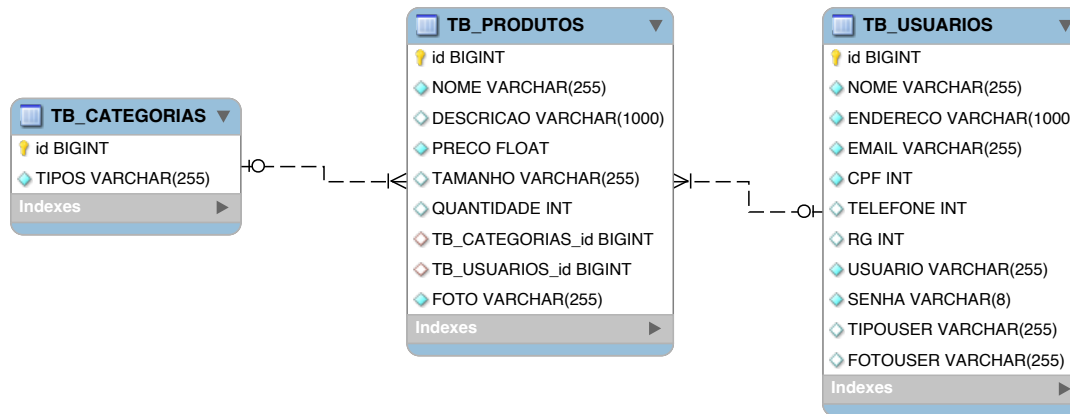 TB_CATEGORIAS
id BIGINT
TIPOS VARCHAR(255)
Indexes
TB_PRODUTOS
id BIGINT
NOME VARCHAR(255)
DESCRICAO VARCHAR(1000)
PRECO FLOAT
TAMANHO VARCHAR(255)
QUANTIDADE INT
TB_CATEGORIAS_id BIGINT
TB_USUARIOS_id BIGINT
FOTO VARCHAR(255)
Indexes
TB_USUARIOS
id BIGINT
NOME VARCHAR(255)
ENDERECO VARCHAR(1000
EMAIL VARCHAR(255)
CPF INT
TELEFONE INT
RG INT
USUARIO VARCHAR(255)
SENHA VARCHAR(8)
TIPOUSER VARCHAR(255)
FOTOUSER VARCHAR(255)
Indexes